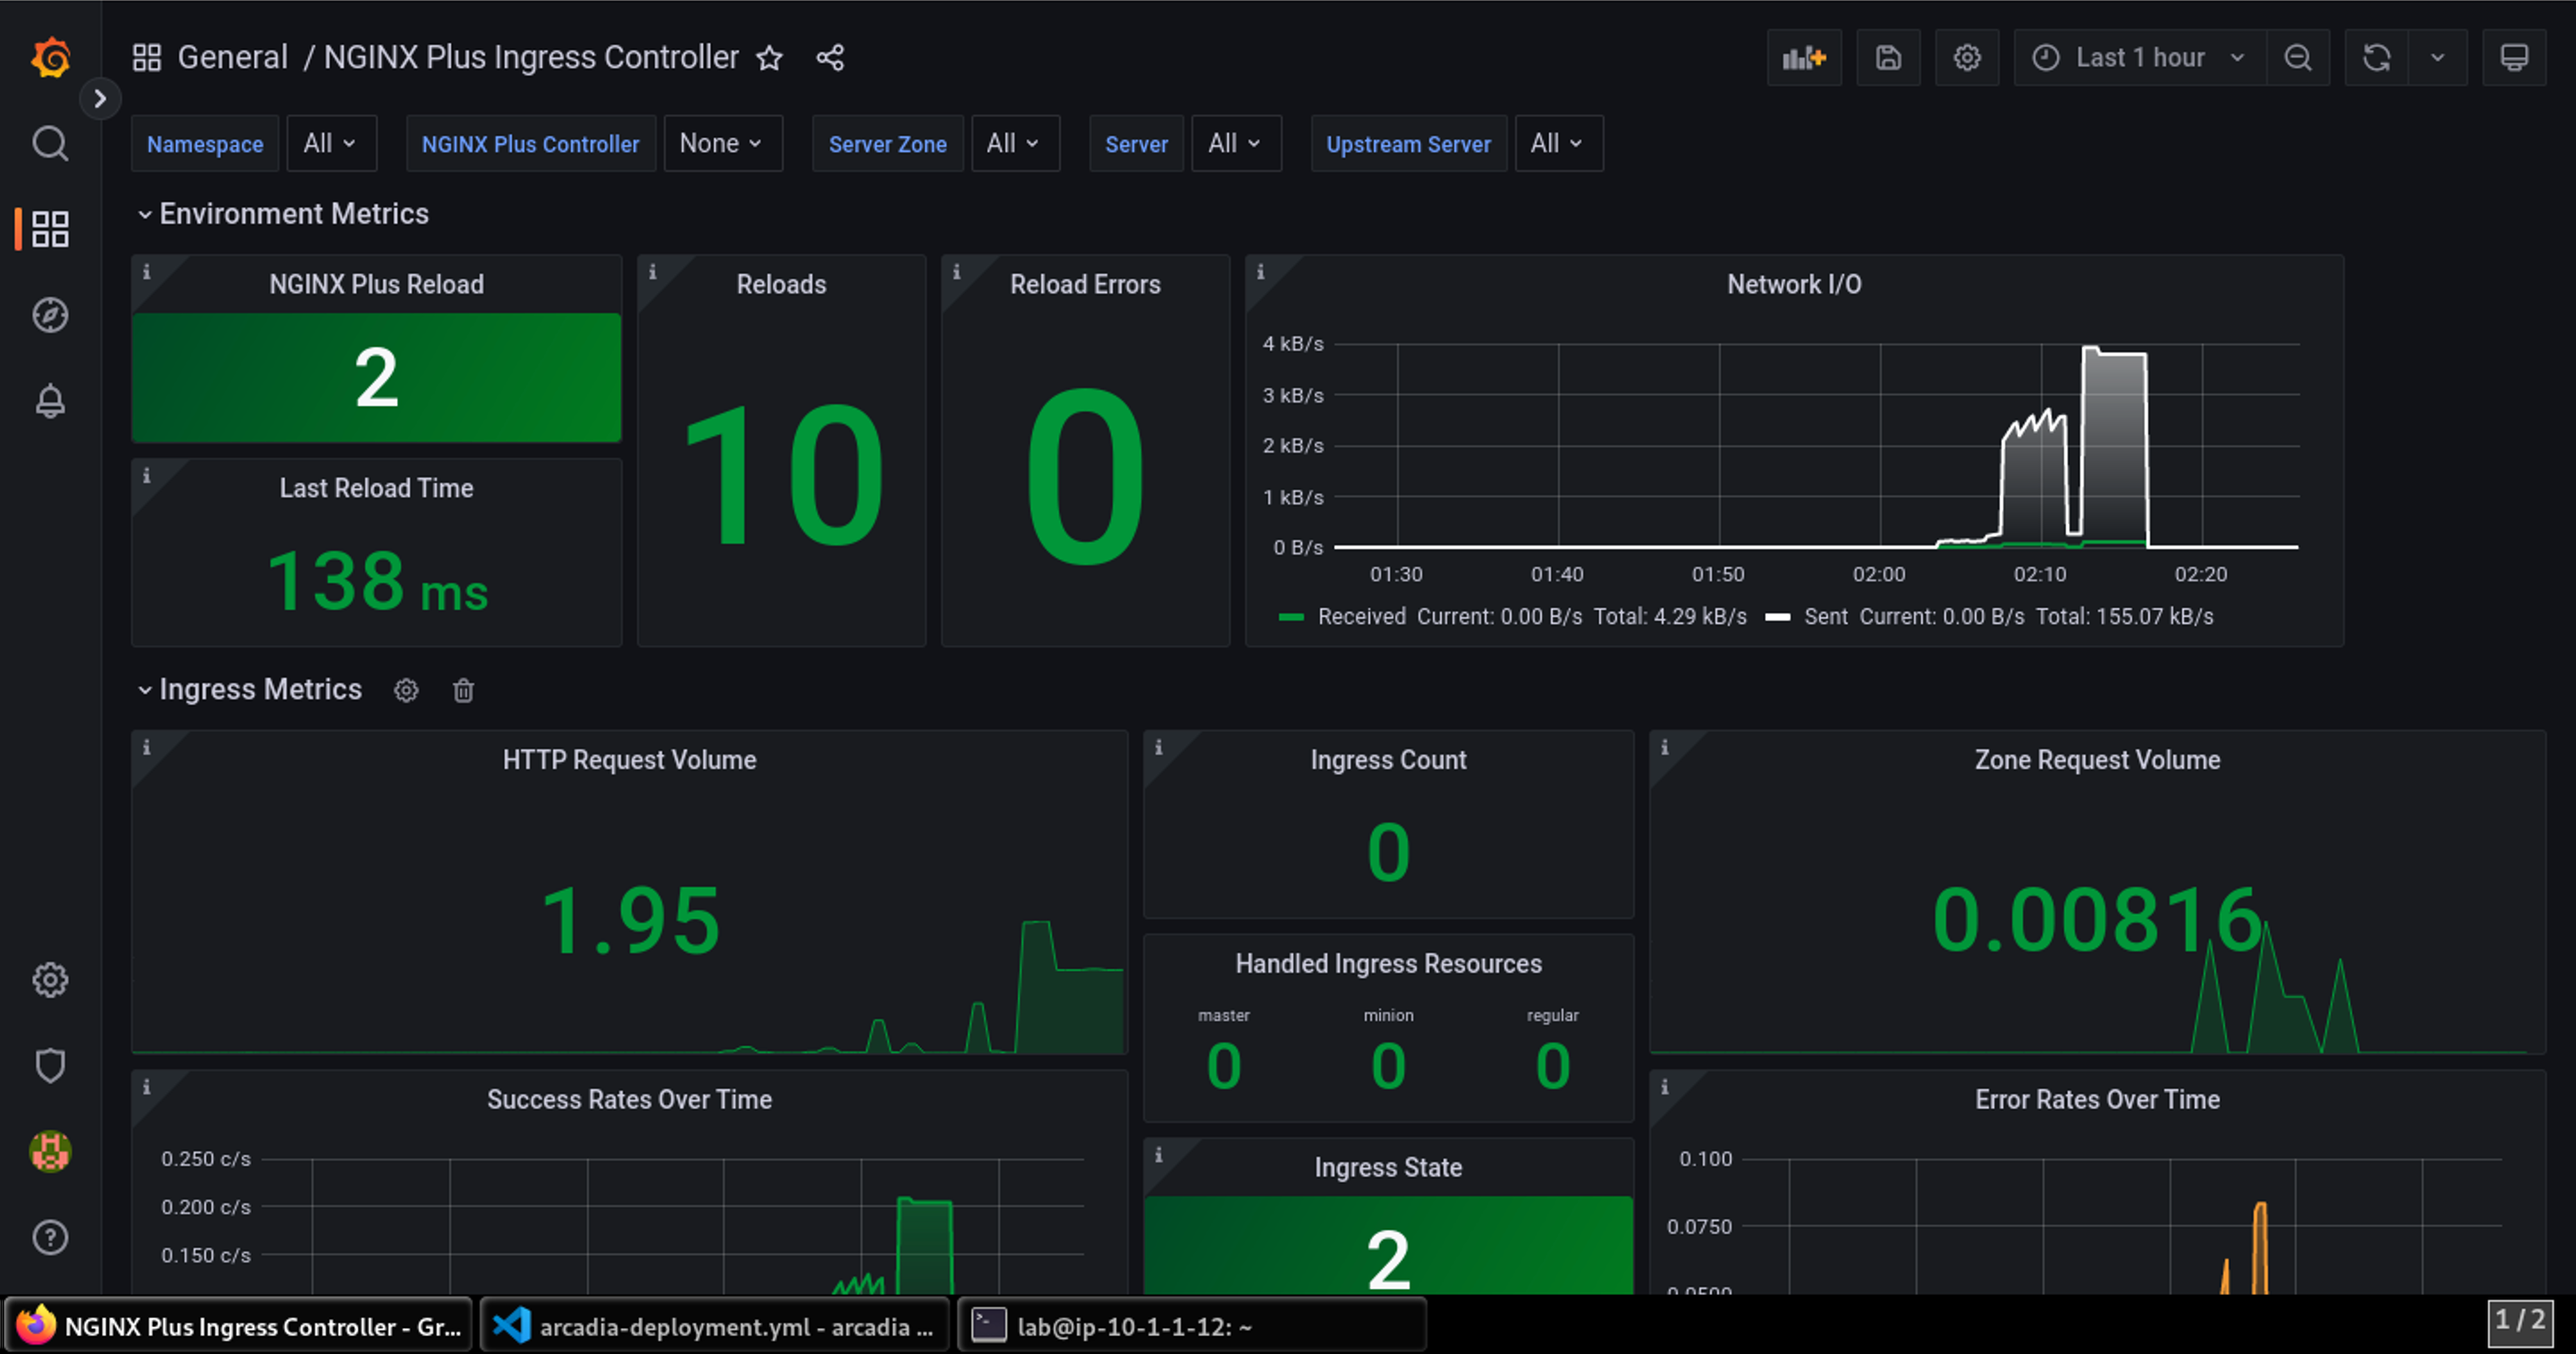 General / NGINX Plus Ingress Controller
Last 1 hour
Namespace All NGINX Plus Controller None Server Zone All Server All Upstream Server All
Environment Metrics
NGINX Plus Reload
2
Last Reload Time
138 ms
Reloads
10
Reload Errors
0
Network I/O
4 kB/s
3 kB/s
2 kB/s
1 kB/s
0 B/s
01:30 01:40 01:50 02:00 02:10 02:20
Received Current: 0.00 B/s Total: 4.29 kB/s Sent Current: 0.00 B/s Total: 155.07 kB/s
Ingress Metrics
HTTP Request Volume
1.95
Ingress Count
0
Zone Request Volume
0.00816
Handled Ingress Resources
master minion regular
0 0 0
Success Rates Over Time
0.250 c/s
0.200 c/s
0.150 c/s
Ingress State
2
Error Rates Over Time
0.100
0.0750
NGINX Plus Ingress Controller - Gr...
arcadia-deployment.yml - arcadia ...
lab@ip-10-1-1-12: ~
1 / 2